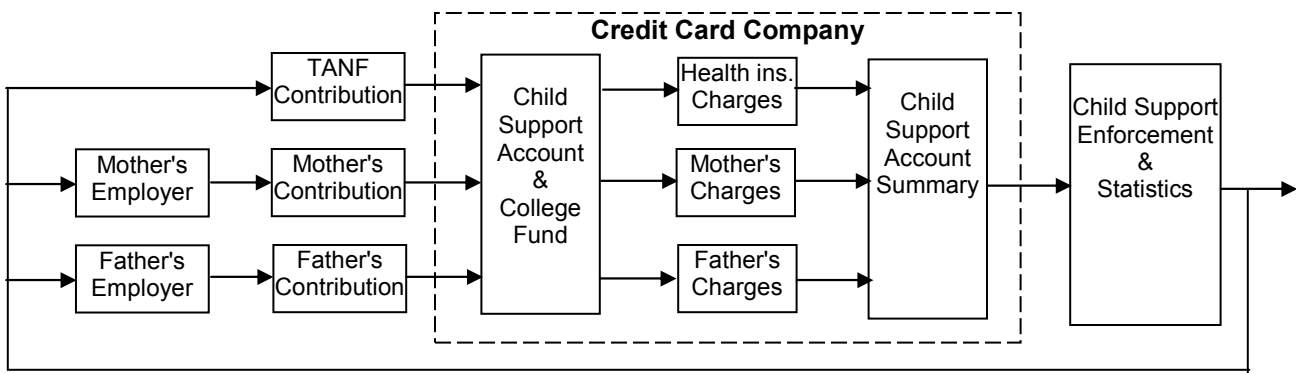 Credit Card Company
TANF
Contribution
Mother's
Employer
Mother's
Contribution
Father's
Employer
Father's
Contribution
Child
Support
Account
&
College
Fund
Health ins.
Charges
Mother's
Charges
Father's
Charges
Child
Support
Account
Summary
Child Support
Enforcement
&
Statistics